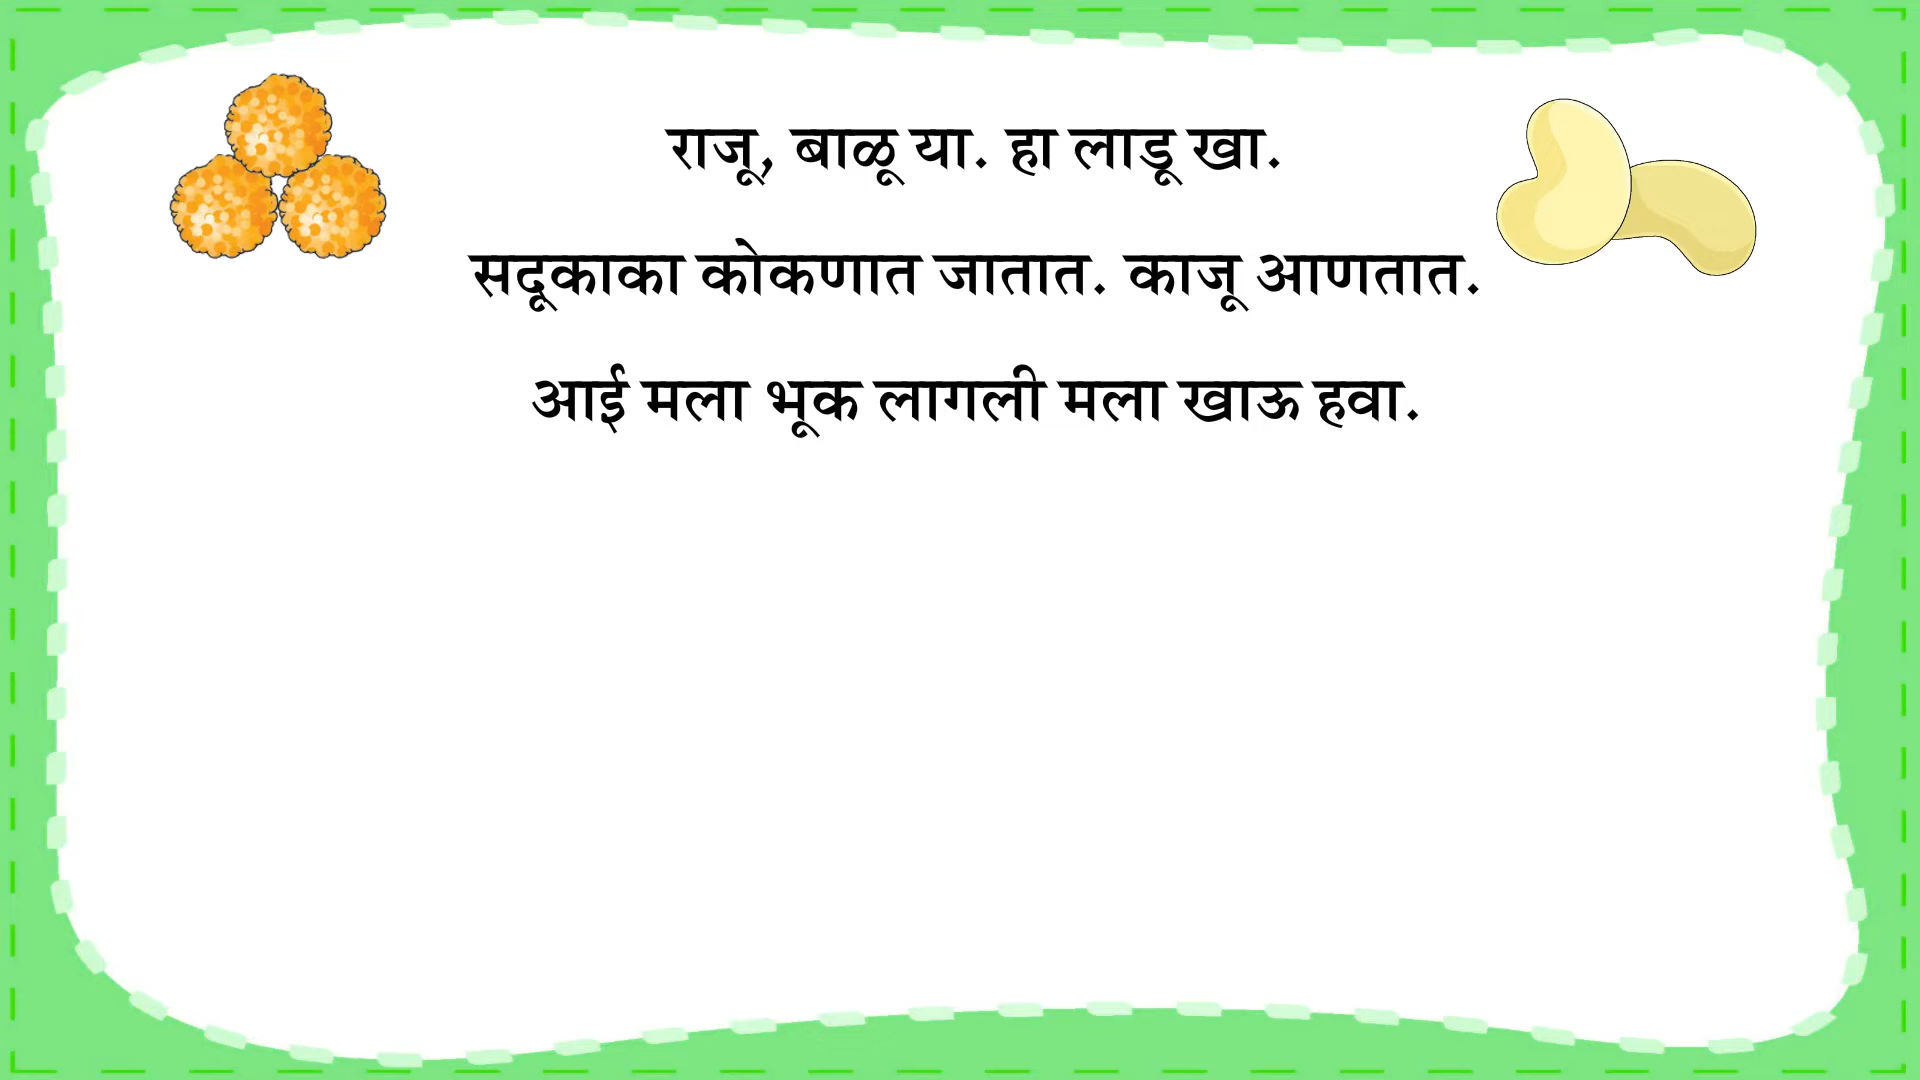 राजू, बाळू या. हा लाडू खा.
सदूकाका कोकणात जातात. काजू आणतात.
आई मला भूक लागली मला खाऊ हवा.